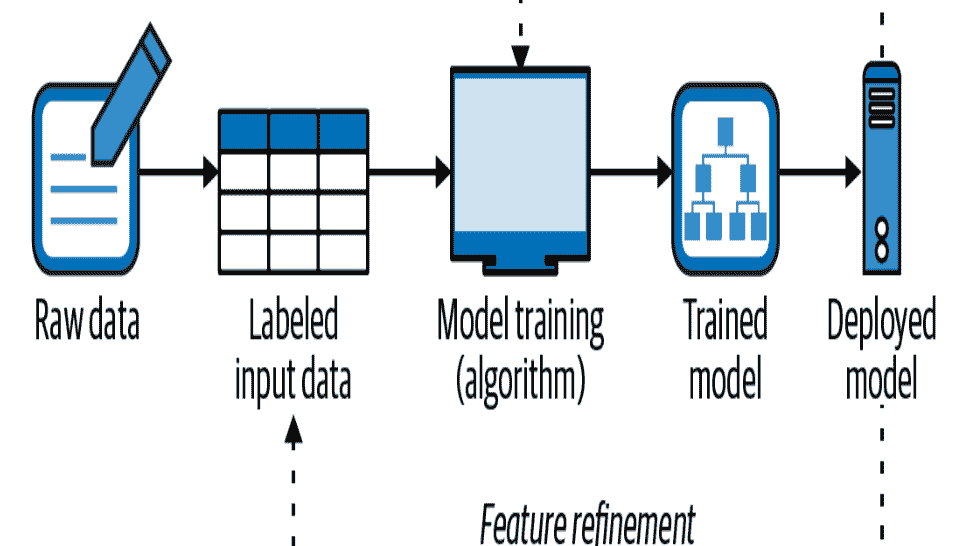 Raw data
Labeled
input data
Model training
(algorithm)
Trained
model
Deployed
model
Feature refinement